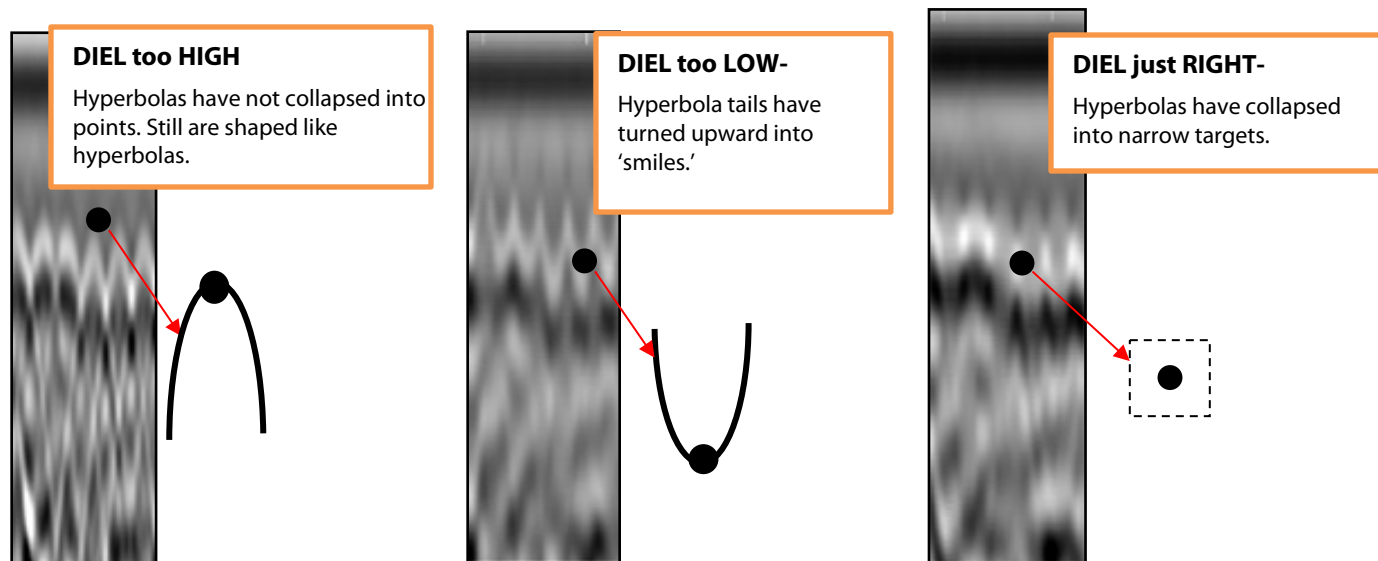 DIEL too HIGH
Hyperbolas have not collapsed into
points. Still are shaped like
hyperbolas.
DIEL too LOW-
Hyperbola tails have
turned upward into
‘smiles.’
DIEL just RIGHT-
Hyperbolas have collapsed
into narrow targets.